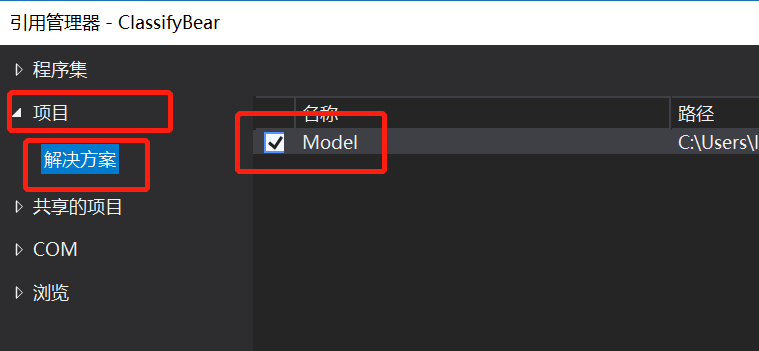 引用管理器 - ClassifyBear
程序集
项目
解决方案
共享的项目
COM
浏览
名称 路径
Model C:\Users\